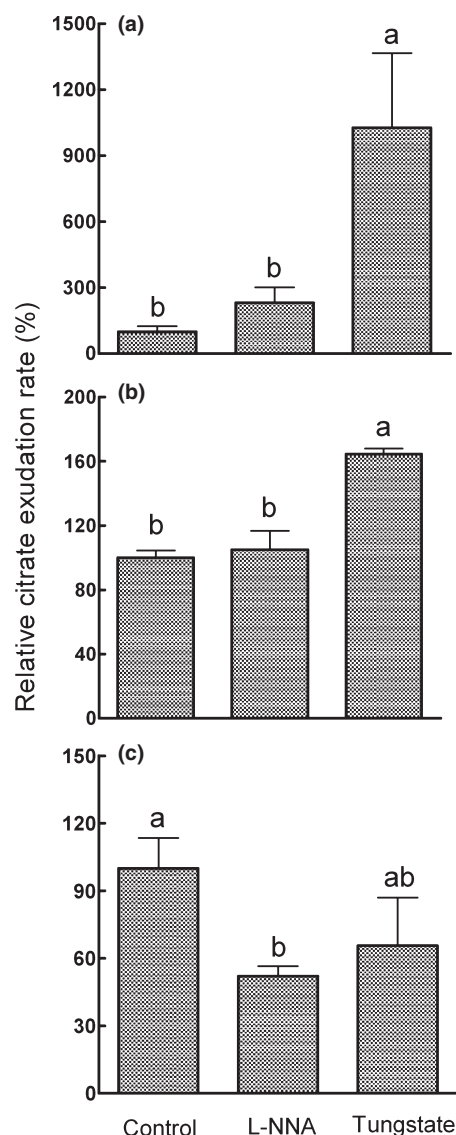 Relative citrate exudation rate (%)
(a)
1500
1200
900
600
300
0
b
b
a
(b)
200
160
120
80
40
0
b
b
a
(c)
150
120
90
60
30
0
a
b
ab
Control L-NNA Tungstate